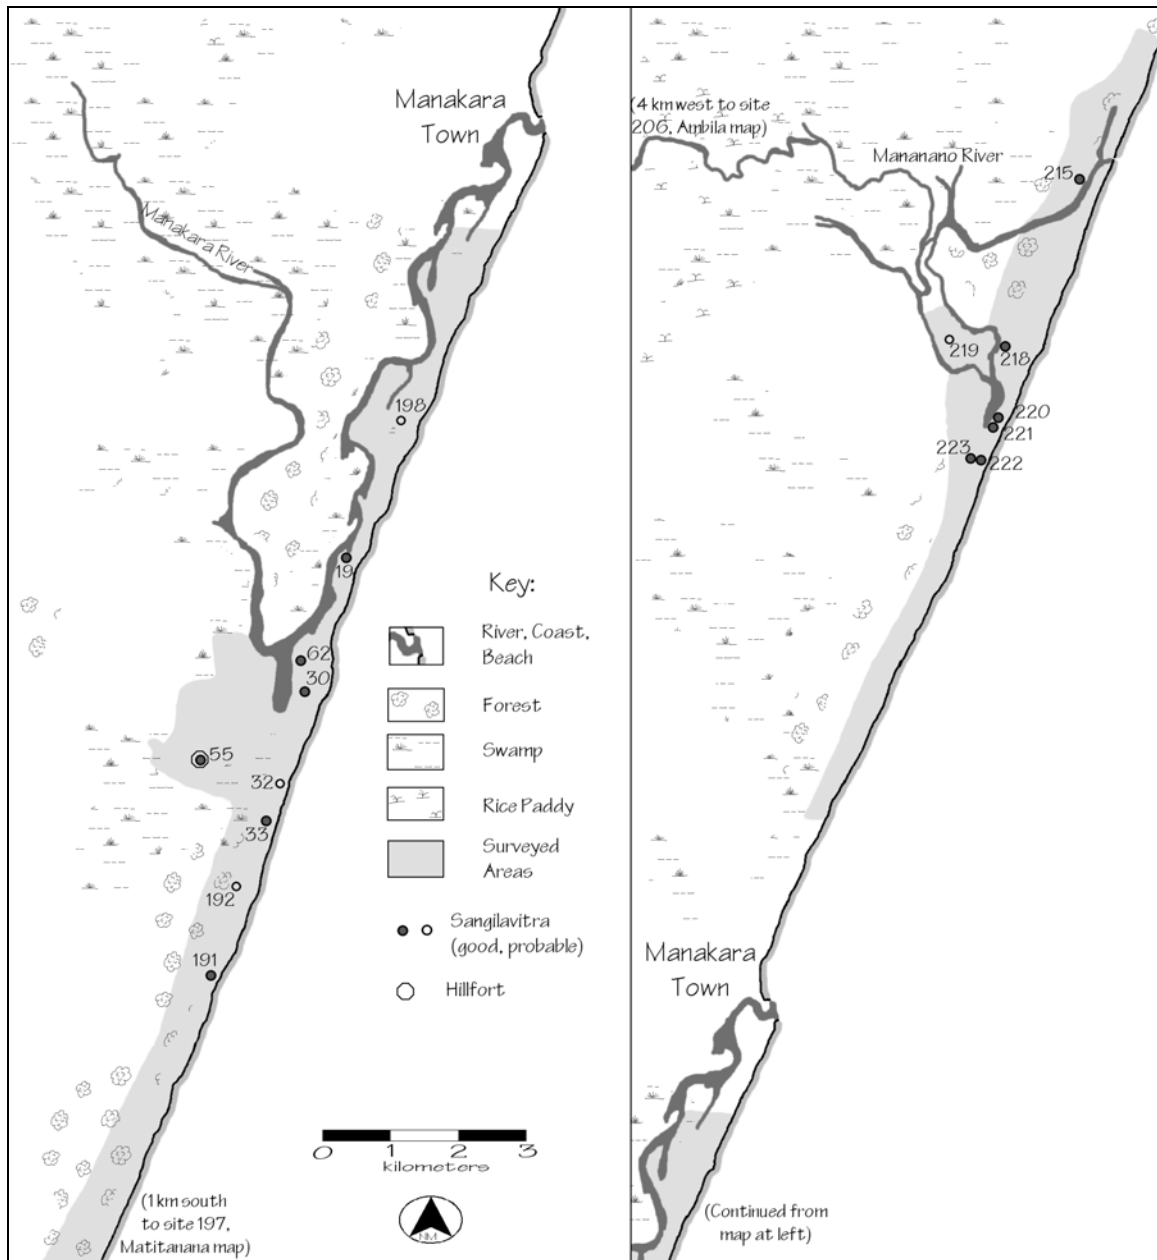 Manakara
Town
Manakara River
198
19
62
30
55
32
33
192
191
Key:
River, Coast,
Beach
Forest
Swamp
Rice Paddy
Surveyed
Areas
Sangilavitra
(good, probable)
Hillfort
0 1 2 3
kilometers
NM
(1 km south
to site 197,
Matitanana map)
(4 km west to site
206, Ambila map)
Mananano River
215
219
218
220
221
223
222
Manakara
Town
(Continued from
map at left)